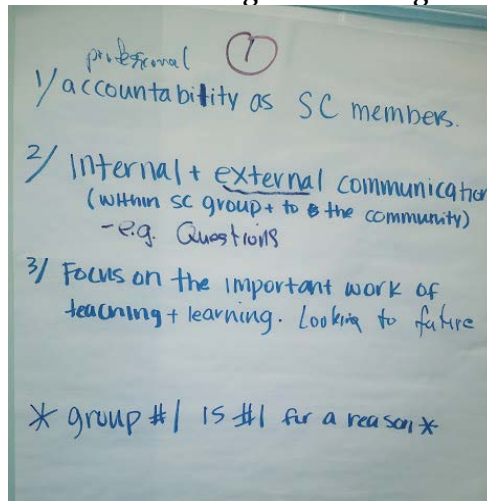 professional
①
1/ accountability as SC members.
2/ Internal + external communication
(within SC group + to the community)
- e.g. Questions
3/ Focus on the important work of
teaching + learning. Looking to future
* group #1 is #1 for a reason *